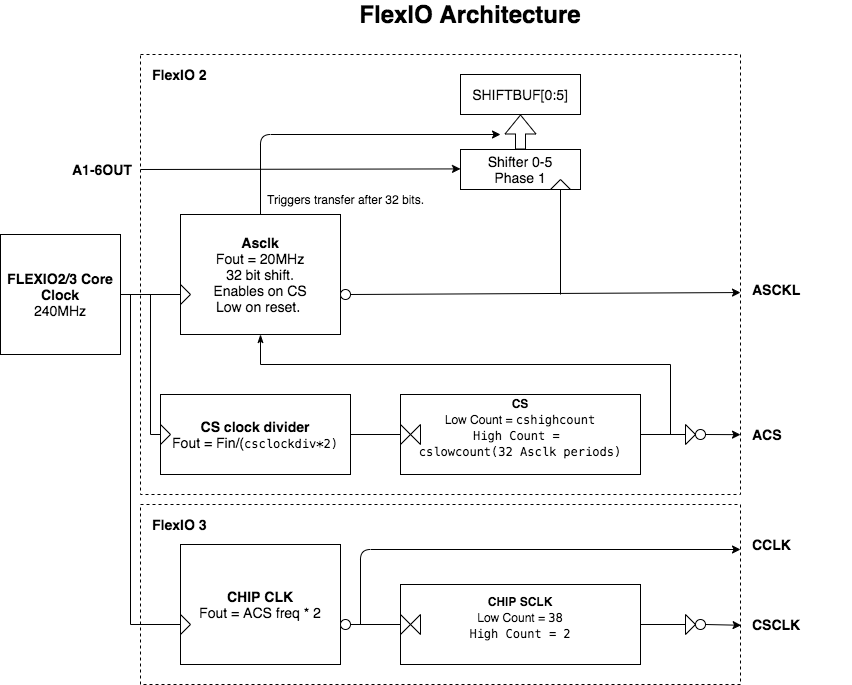 FlexIO Architecture
FlexIO 2
SHIFTBUF[0:5]
A1-6OUT
Shifter 0-5
Phase 1
Triggers transfer after 32 bits.
FLEXIO2/3 Core
Clock
240MHz
Asclk
Fout = 20MHz
32 bit shift.
Enables on CS
Low on reset.
ASCKL
CS clock divider
Fout = Fin/(csclockdiv*2)
CS
Low Count = cshighcount
High Count =
cslowcount(32 Asclk periods)
ACS
FlexIO 3
CCLK
CHIP CLK
Fout = ACS freq * 2
CHIP SCLK
Low Count = 38
High Count = 2
CSCLK